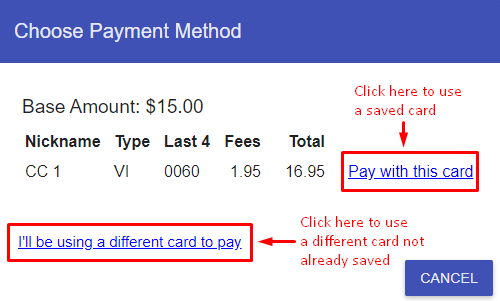 Choose Payment Method
Click here to use
a saved card
Base Amount: $15.00
Nickname Type Last 4 Fees Total
CC 1 VI 0060 1.95 16.95 Pay with this card
I'll be using a different card to pay
Click here to use
a different card not
already saved
CANCEL